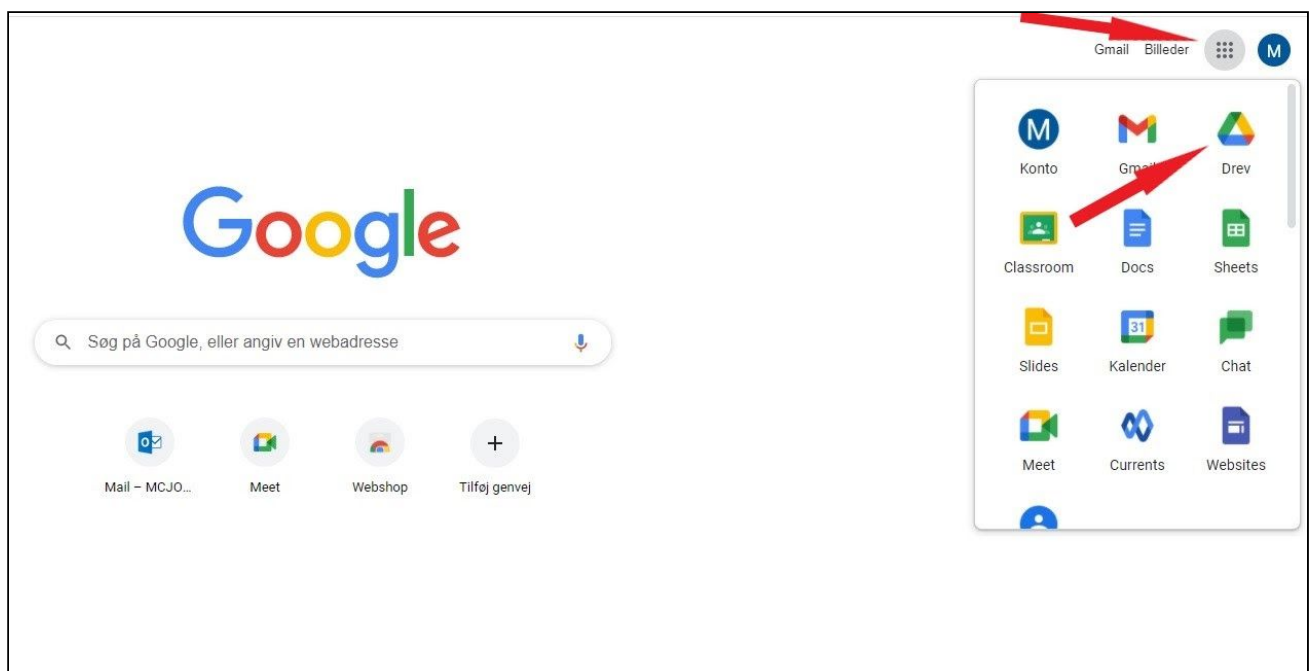 Gmail Billeder M
M
Konto Gmail Drev
Google
Classroom Docs Sheets
Søg på Google, eller angiv en webadresse
31
Slides Kalender Chat
Meet Currents Websites
Mail – MCJO... Meet Webshop Tilføj genvej